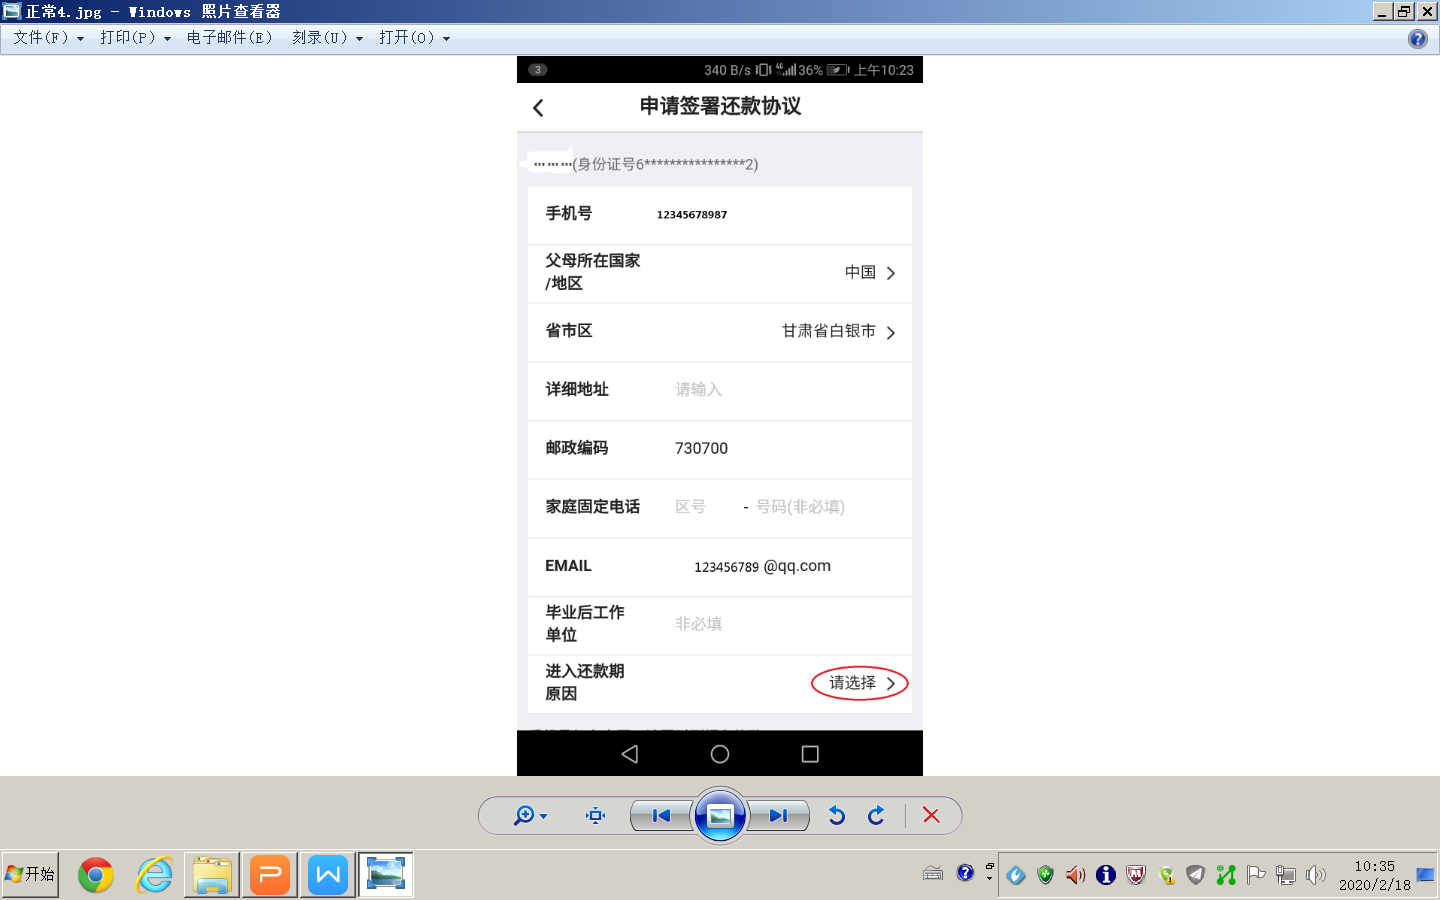 正常4.jpg - Windows 照片查看器
文件(F) 打印(P) 电子邮件(E) 刻录(U) 打开(O)
3 340 B/s 4G 36% 上午10:23
申请签署还款协议
(身份证号6****************2)
手机号 12345678987
父母所在国家
/地区 中国
省市区 甘肃省白银市
详细地址 请输入
邮政编码 730700
家庭固定电话 区号 - 号码(非必填)
EMAIL 123456789 @qq.com
毕业后工作
单位 非必填
进入还款期
原因 请选择
开始
10:35
2020/2/18